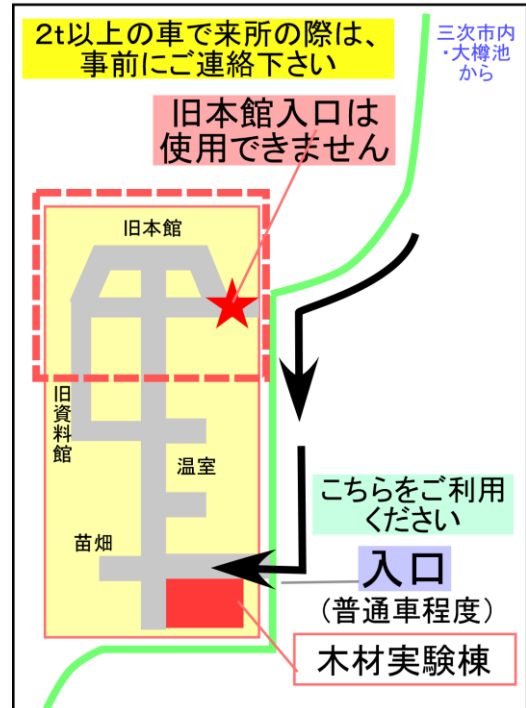 2t以上の車で来所の際は、
事前にご連絡下さい
三次市内
・大樽池
から
旧本館入口は
使用できません
旧本館
旧資料館
温室
苗畑
こちらをご利用
ください
入口
(普通車程度)
木材実験棟